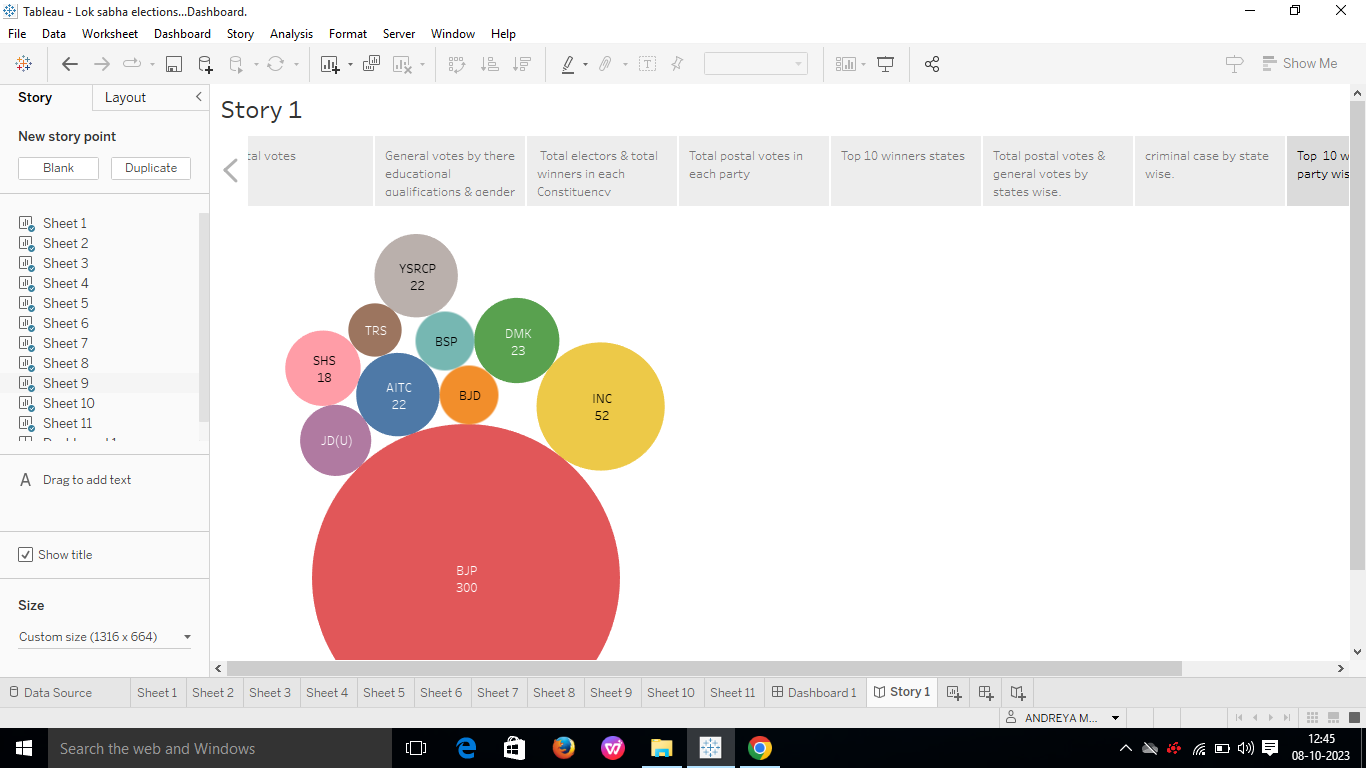 Tableau - Lok sabha elections...Dashboard.
File Data Worksheet Dashboard Story Analysis Format Server Window Help
Show Me
Story Layout
New story point
Blank Duplicate
Sheet 1
Sheet 2
Sheet 3
Sheet 4
Sheet 5
Sheet 6
Sheet 7
Sheet 8
Sheet 9
Sheet 10
Sheet 11
A Drag to add text
Show title
Size
Custom size (1316 x 664)
Story 1
votes
General votes by there
educational
qualifications & gender
Total electors & total
winners in each
Constituency
Total postal votes in
each party
Top 10 winners states
Total postal votes &
general votes by
states wise.
criminal case by state
wise.
Top 10 w
party wis
YSRCP
22
TRS
BSP
DMK
23
SHS
18
AITC
22
BJD
INC
52
JD(U)
BJP
300
Data Source Sheet 1 Sheet 2 Sheet 3 Sheet 4 Sheet 5 Sheet 6 Sheet 7 Sheet 8 Sheet 9 Sheet 10 Sheet 11 Dashboard 1 Story 1
ANDREYA M...
Search the web and Windows
12:45
08-10-2023